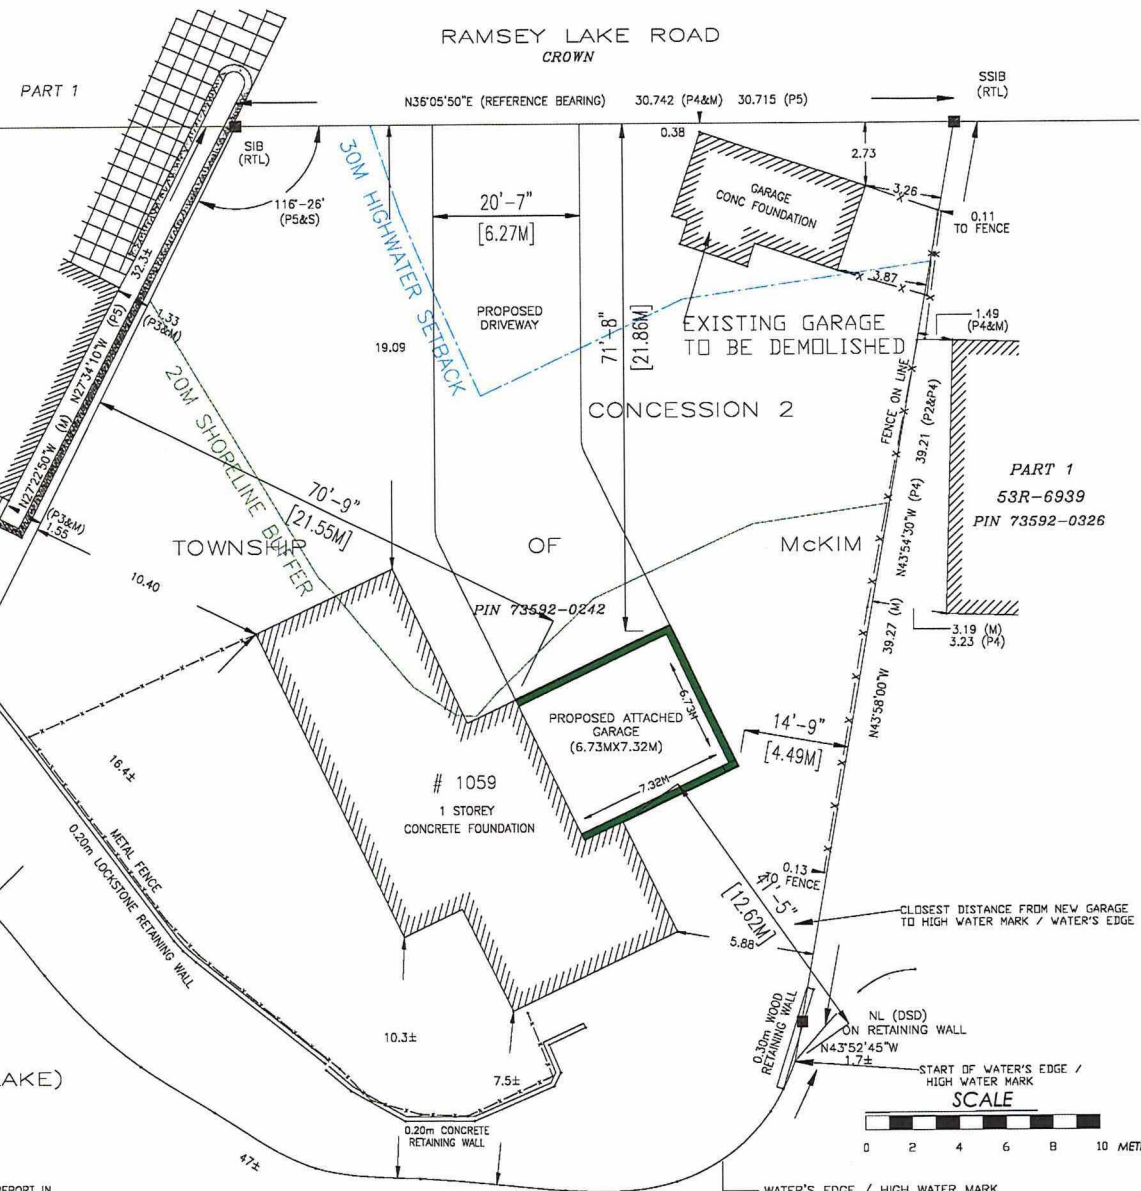 RAMSEY LAKE ROAD
CROWN
PART 1
N36°05'50"E (REFERENCE BEARING)
30.742 (P4&M)
30.715 (P5)
SSIB
(RTL)
SIB
(RTL)
0.38
2.73
116°-26'
(P5&S)
30M HIGHWATER SETBACK
20'-7"
[6.27M]
GARAGE
CONC FOUNDATION
3.26
0.11
TO FENCE
32.3±
1.33
(P3&M)
3.87
PROPOSED
DRIVEWAY
19.09
71'-8"
[21.86M]
EXISTING GARAGE
TO BE DEMOLISHED
1.49
(P4&M)
N27°22'50"W (M)
N27°34'10"W (P5)
20M SHORELINE BUFFER
FENCE ON LINE
CONCESSION 2
N43°54'30"W (P4)
39.21 (P2&P4)
PART 1
53R-6939
PIN 73592-0326
70'-9"
[21.55M]
(P3&M)
1.55
TOWNSHIP
OF
McKIM
10.40
PIN 73592-0242
3.19 (M)
3.23 (P4)
N43°58'00"W
39.27 (M)
6.73M
PROPOSED ATTACHED
GARAGE
(6.73MX7.32M)
14'-9"
[4.49M]
7.32M
16.4±
# 1059
1 STOREY
CONCRETE FOUNDATION
METAL FENCE
0.20m LOCKSTONE RETAINING WALL
0.13
TO FENCE
41'-5"
[12.62M]
CLOSEST DISTANCE FROM NEW GARAGE
TO HIGH WATER MARK / WATER'S EDGE
5.88
0.30m WOOD
RETAINING WALL
NL (DSD)
ON RETAINING WALL
N43°52'45"W
1.7±
10.3±
7.5±
START OF WATER'S EDGE /
HIGH WATER MARK
AKE)
SCALE
0 2 4 6 8 10 METR
0.20m CONCRETE
RETAINING WALL
47±
REPORT IN
WATER'S EDGE / HIGH WATER MARK